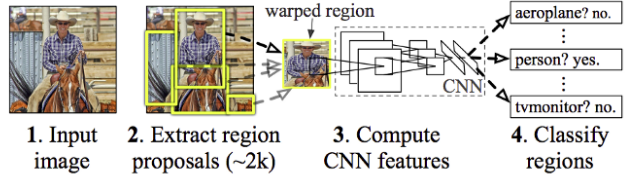 warped region
aeroplane? no.
person? yes.
CNN
tvmonitor? no.
1. Input
image
2. Extract region
proposals (~2k)
3. Compute
CNN features
4. Classify
regions